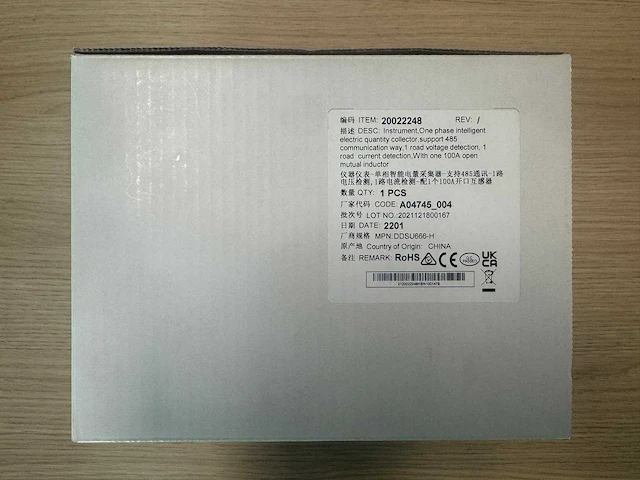 编码 ITEM: 20022248 REV: /
描述 DESC: Instrument,One phase intelligent
electric quantity collector,support 485
communication way,1 road voltage detection, 1
road current detection,With one 100A open
mutual inductor
仪器仪表-单相智能电量采集器-支持485通讯-1路
电压检测,1路电流检测-配1个100A开口互感器
数量 QTY: 1 PCS
厂家代码 CODE: A04745_004
批次号 LOT NO:2021121800167
日期 DATE: 2201
厂商规格 MPN:DDSU666-H
原产地 Country of Origin: CHINA
备注 REMARK: RoHS CE UK CA